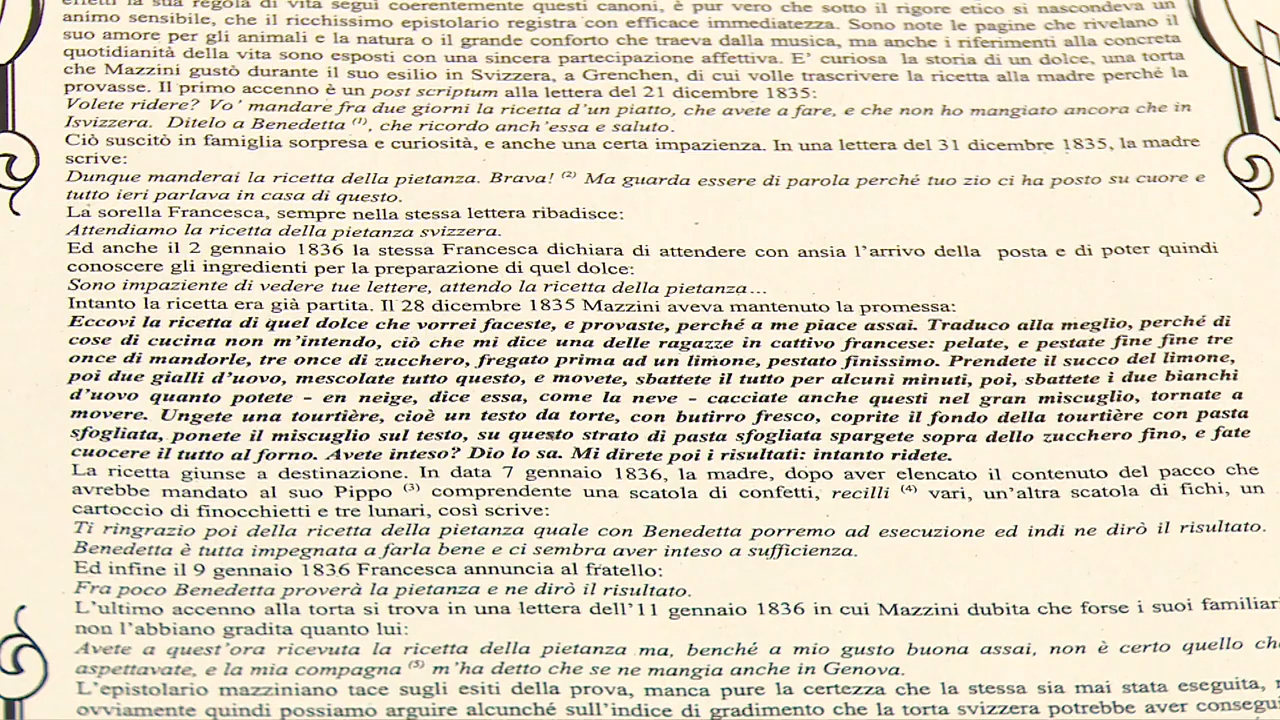 effetti la sua regola di vita seguì coerentemente questi canoni, è pur vero che sotto il rigore etico si nascondeva un
animo sensibile, che il ricchissimo epistolario registra con efficace immediatezza. Sono note le pagine che rivelano il
suo amore per gli animali e la natura o il grande conforto che traeva dalla musica, ma anche i riferimenti alla concreta
quotidianità della vita sono esposti con una sincera partecipazione affettiva. E' curiosa la storia di un dolce, una torta
che Mazzini gustò durante il suo esilio in Svizzera, a Grenchen, di cui volle trascrivere la ricetta alla madre perché la
provasse. Il primo accenno è un post scriptum alla lettera del 21 dicembre 1835:
Volete ridere? Vo' mandare fra due giorni la ricetta d'un piatto, che avete a fare, e che non ho mangiato ancora che in
Isvizzera. Ditelo a Benedetta (1), che ricordo anch'essa e saluto.
Ciò suscitò in famiglia sorpresa e curiosità, e anche una certa impazienza. In una lettera del 31 dicembre 1835, la madre
scrive:
Dunque manderai la ricetta della pietanza. Brava! (2) Ma guarda essere di parola perché tuo zio ci ha posto su cuore e
tutto ieri parlava in casa di questo.
La sorella Francesca, sempre nella stessa lettera ribadisce:
Attendiamo la ricetta della pietanza svizzera.
Ed anche il 2 gennaio 1836 la stessa Francesca dichiara di attendere con ansia l'arrivo della posta e di poter quindi
conoscere gli ingredienti per la preparazione di quel dolce:
Sono impaziente di vedere tue lettere, attendo la ricetta della pietanza...
Intanto la ricetta era già partita. Il 28 dicembre 1835 Mazzini aveva mantenuto la promessa:
Eccovi la ricetta di quel dolce che vorrei faceste, e provaste, perché a me piace assai. Traduco alla meglio, perché di
cose di cucina non m'intendo, ciò che mi dice una delle ragazze in cattivo francese: pelate, e pestate fine fine tre
once di mandorle, tre once di zucchero, fregato prima ad un limone, pestato finissimo. Prendete il succo del limone,
poi due gialli d'uovo, mescolate tutto questo, e movete, sbattete il tutto per alcuni minuti, poi, sbattete i due bianchi
d'uovo quanto potete - en neige, dice essa, come la neve - cacciate anche questi nel gran miscuglio, tornate a
movere. Ungete una tourtière, cioè un testo da torte, con butirro fresco, coprite il fondo della tourtière con pasta
sfogliata, ponete il miscuglio sul testo, su questo strato di pasta sfogliata spargete sopra dello zucchero fino, e fate
cuocere il tutto al forno. Avete inteso? Dio lo sa. Mi direte poi i risultati: intanto ridete.
La ricetta giunse a destinazione. In data 7 gennaio 1836, la madre, dopo aver elencato il contenuto del pacco che
avrebbe mandato al suo Pippo (3) comprendente una scatola di confetti, recilli (4) vari, un'altra scatola di fichi, un
cartoccio di finocchietti e tre lunari, così scrive:
Ti ringrazio poi della ricetta della pietanza quale con Benedetta porremo ad esecuzione ed indi ne dirò il risultato.
Benedetta è tutta impegnata a farla bene e ci sembra aver inteso a sufficienza.
Ed infine il 9 gennaio 1836 Francesca annuncia al fratello:
Fra poco Benedetta proverà la pietanza e ne dirò il risultato.
L'ultimo accenno alla torta si trova in una lettera dell'11 gennaio 1836 in cui Mazzini dubita che forse i suoi familiar
non l'abbiano gradita quanto lui:
Avete a quest'ora ricevuta la ricetta della pietanza ma, benché a mio gusto buona assai, non è certo quello ch
aspettavate, e la mia compagna (5) m'ha detto che se ne mangia anche in Genova.
L'epistolario mazziniano tace sugli esiti della prova, manca pure la certezza che la stessa sia mai stata eseguita,
ovviamente quindi possiamo arguire alcunché sull'indice di gradimento che la torta svizzera potrebbe aver consegu